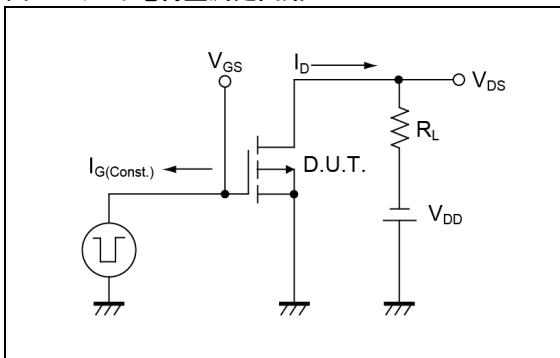 V_GS
I_D
V_DS
R_L
I_G(Const.)
D.U.T.
V_DD